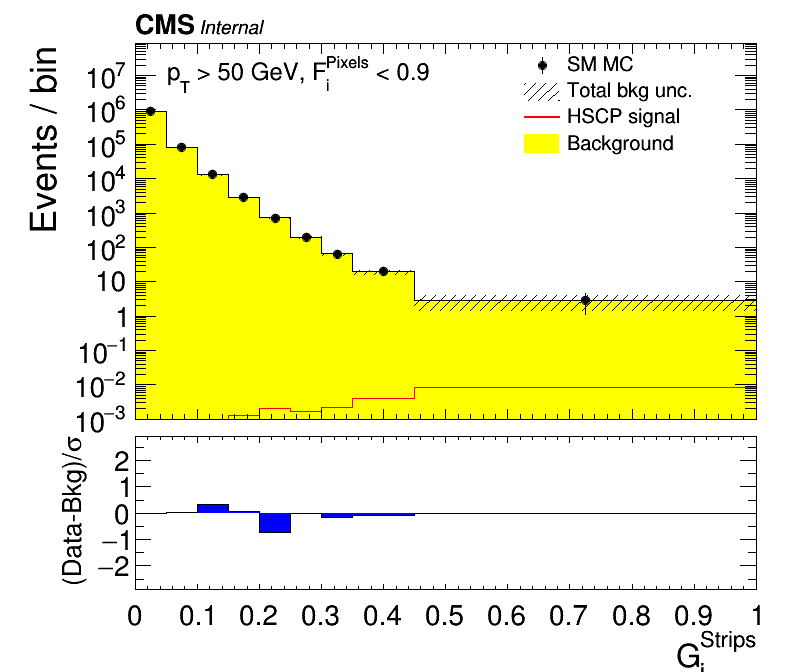 CMS Internal
p_T > 50 GeV, F_i^Pixels < 0.9
SM MC
Total bkg unc.
HSCP signal
Background
Events / bin
10^7
10^6
10^5
10^4
10^3
10^2
10
1
10^−1
10^−2
10^−3
(Data-Bkg)/σ
2
1
0
−1
−2
0 0.1 0.2 0.3 0.4 0.5 0.6 0.7 0.8 0.9 1
G_i^Strips